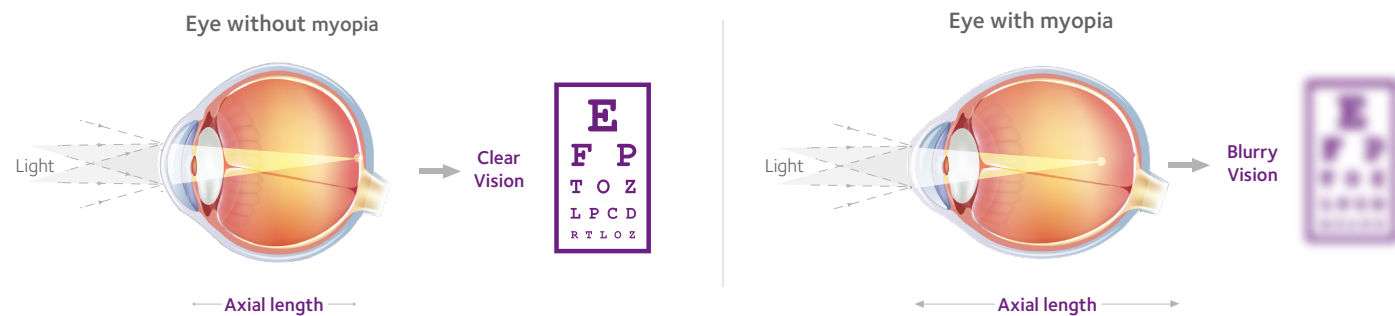 Eye without myopia
Light
Clear
Vision
E
F P
T O Z
L P C D
R T L O Z
Axial length
Eye with myopia
Light
Blurry
Vision
E
F P
Axial length